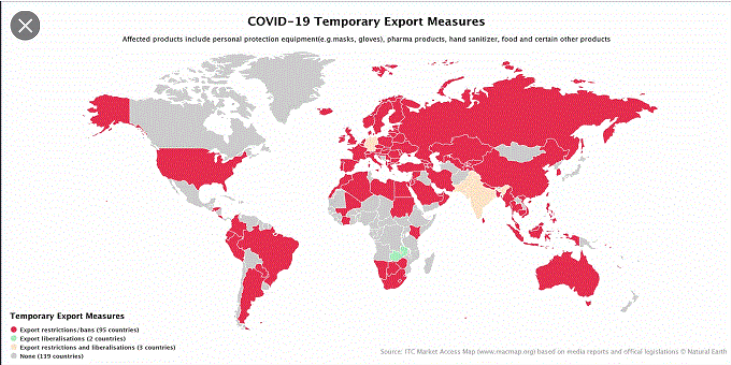 COVID-19 Temporary Export Measures
Affected products include personal protection equipment(e.g.masks, gloves), pharma products, hand sanitizer, food and certain other products
Temporary Export Measures
Export restrictions/bans (95 countries)
Export liberalisations (2 countries)
Export restrictions and liberalisations (3 countries)
None (139 countries)
Source: ITC Market Access Map (www.macmap.org) based on media reports and offical legislations © Natural Earth